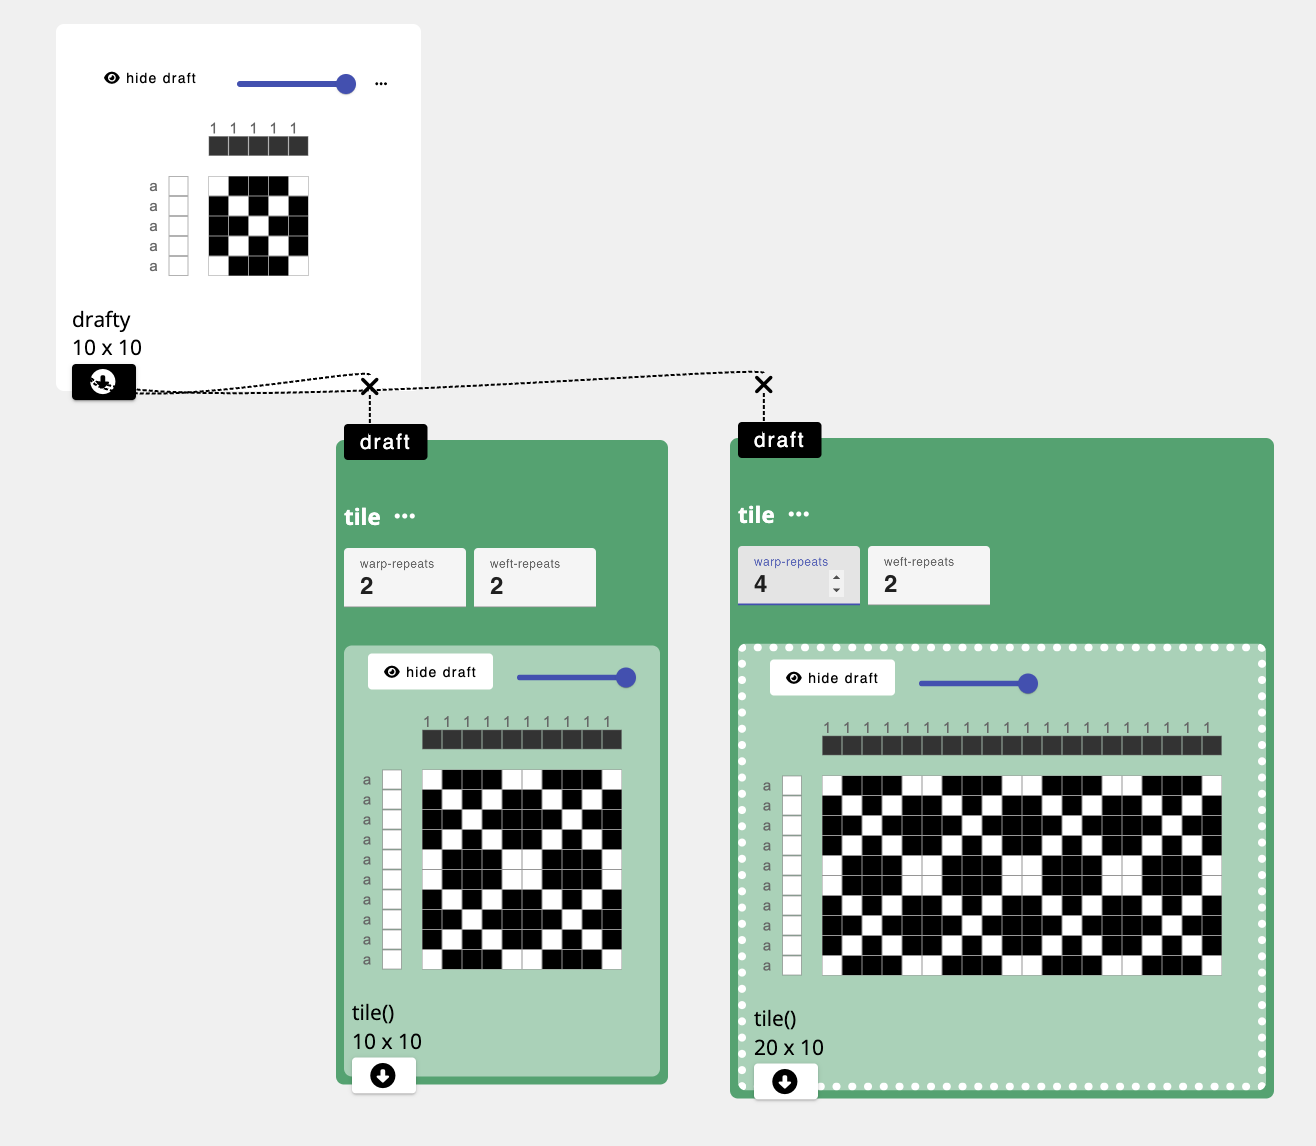 hide draft ...
1 1 1 1 1
a
a
a
a
a
drafty
10 x 10
draft
tile ...
warp-repeats weft-repeats
2 2
hide draft
1 1 1 1 1 1 1 1 1 1
a
a
a
a
a
a
a
a
a
a
tile()
10 x 10
draft
tile ...
warp-repeats weft-repeats
4 2
hide draft
1 1 1 1 1 1 1 1 1 1 1 1 1 1 1 1 1 1 1 1
a
a
a
a
a
a
a
a
a
a
tile()
20 x 10